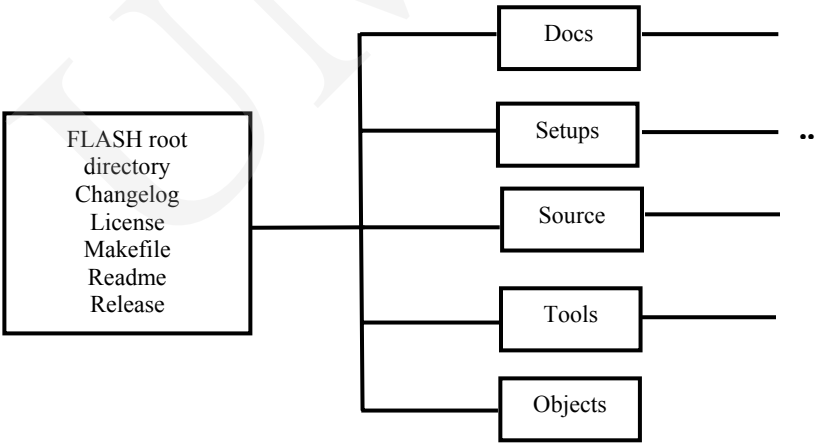 FLASH root
directory
Changelog
License
Makefile
Readme
Release
Docs
Setups
..
Source
Tools
Objects